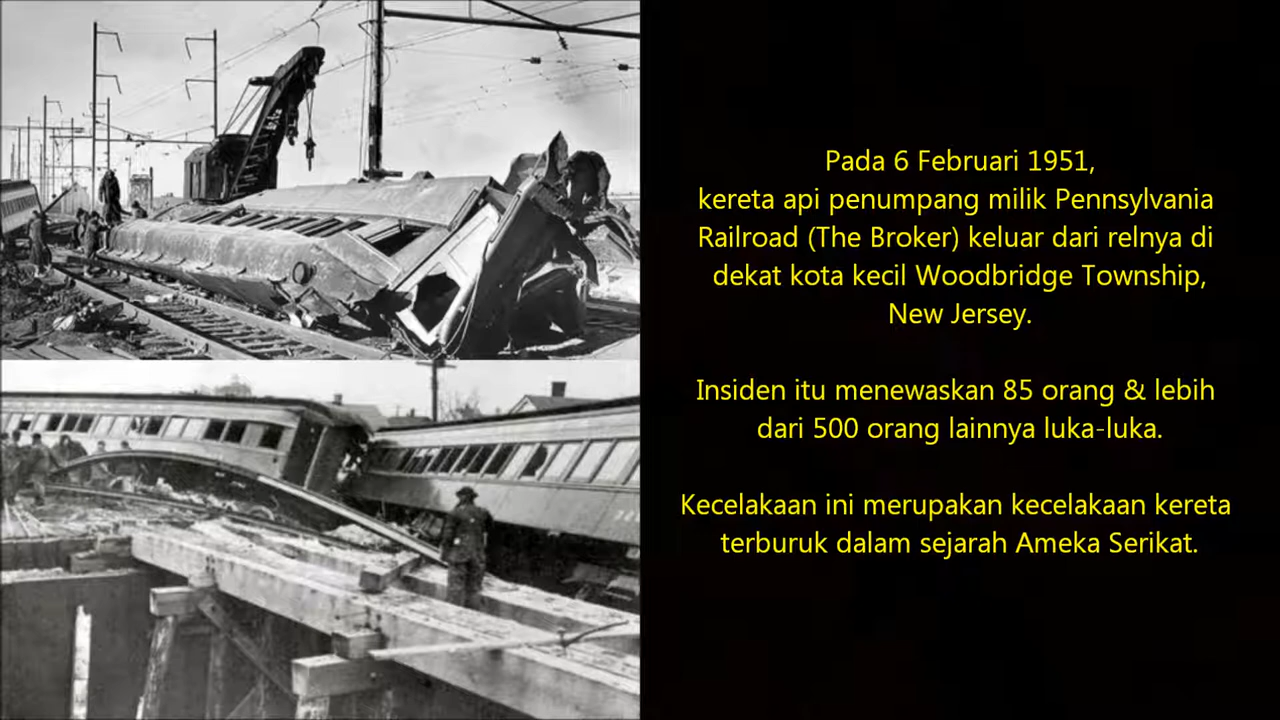 Pada 6 Februari 1951,
kereta api penumpang milik Pennsylvania
Railroad (The Broker) keluar dari relnya di
dekat kota kecil Woodbridge Township,
New Jersey.
Insiden itu menewaskan 85 orang & lebih
dari 500 orang lainnya luka-luka.
Kecelakaan ini merupakan kecelakaan kereta
terburuk dalam sejarah Ameka Serikat.